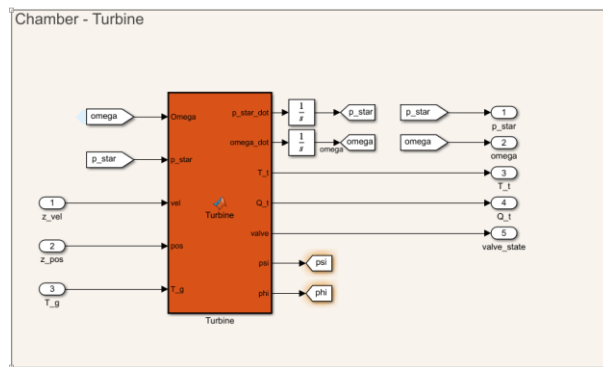 Chamber - Turbine
omega
Omega
p_star_dot
1
s
p_star
p_star
1
p_star
omega_dot
1
s
omega
omega
omega
2
omega
p_star
p_star
T_t
3
T_t
1
z_vel
vel
Turbine
Q_t
4
Q_t
valve
5
valve_state
2
z_pos
pos
psi
psi
3
T_g
T_g
phi
phi
Turbine